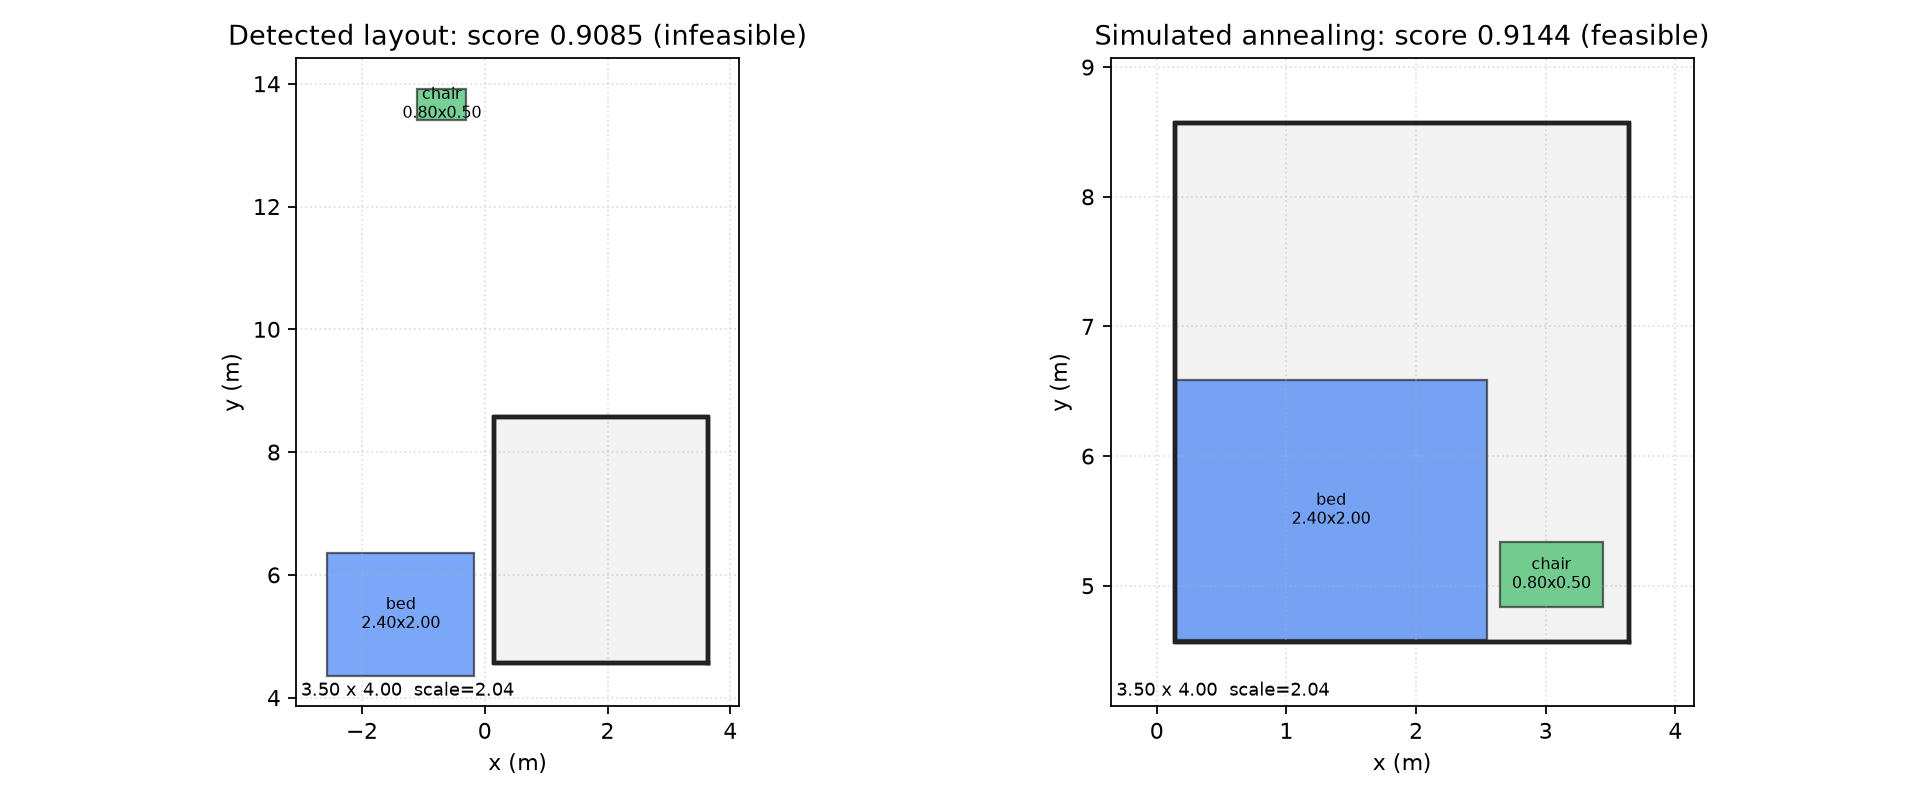 Detected layout: score 0.9085 (infeasible)
14
12
10
8
6
4
y (m)
chair
0.80x0.50
bed
2.40x2.00
3.50 x 4.00 scale=2.04
−2
0
2
4
x (m)
Simulated annealing: score 0.9144 (feasible)
9
8
7
6
5
y (m)
bed
2.40x2.00
chair
0.80x0.50
3.50 x 4.00 scale=2.04
0
1
2
3
4
x (m)